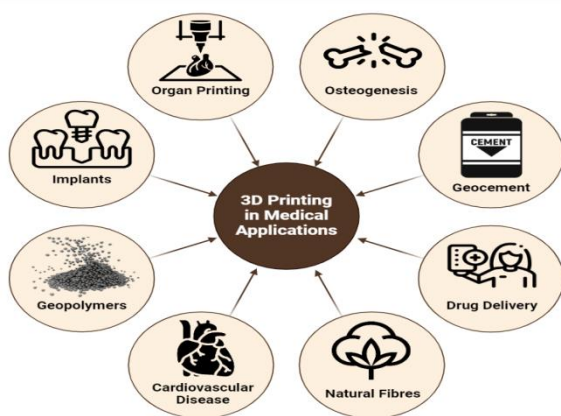 Organ Printing
Osteogenesis
Implants
CEMENT
Geocement
3D Printing
in Medical
Applications
Geopolymers
Drug Delivery
Cardiovascular
Disease
Natural Fibres